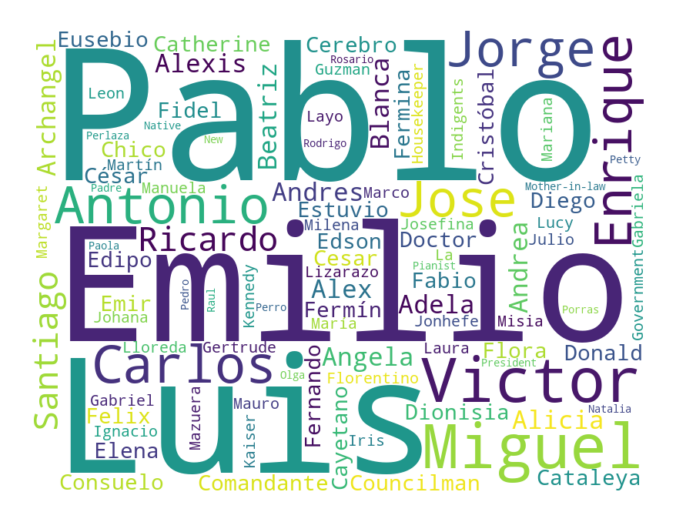 Eusebio
Catherine
Cerebro
Rosario
Jorge
Alexis
Guzman
Pablo
Archangel
Leon
Fidel
Beatriz
Layo
Blanca
Fermina
Housekeeper
Indigents
Cristóbal
Mariana
Enrique
Perlaza
Native
New
Rodrigo
Chico
Martín
Petty
César
Padre
Manuela
Andres
Marco
Jose
Mother-in-law
Diego
Antonio
Estuvio
Margaret
Milena
Josefina
Lucy
Gabriela
Ricardo
Edson
Doctor
Julio
Paola
Edipo
Cesar
La
Pianist
Andrea
Government
Emilio
Lizarazo
Fabio
Santiago
Emir
Pedro
Raul
Kennedy
Perro
Alex
Fermín
Adela
Porras
Johana
Maria
Jonhefe
Misia
Lloreda
Gertrude
Laura
Flora
Donald
Carlos
Fernando
Angela
Victor
President
Olga
Florentino
Luis
Gabriel
Mazuera
Mauro
Natalia
Felix
Cayetano
Dionisia
Alicia
Ignacio
Kaiser
Iris
Miguel
Elena
Consuelo
Comandante
Councilman
Cataleya